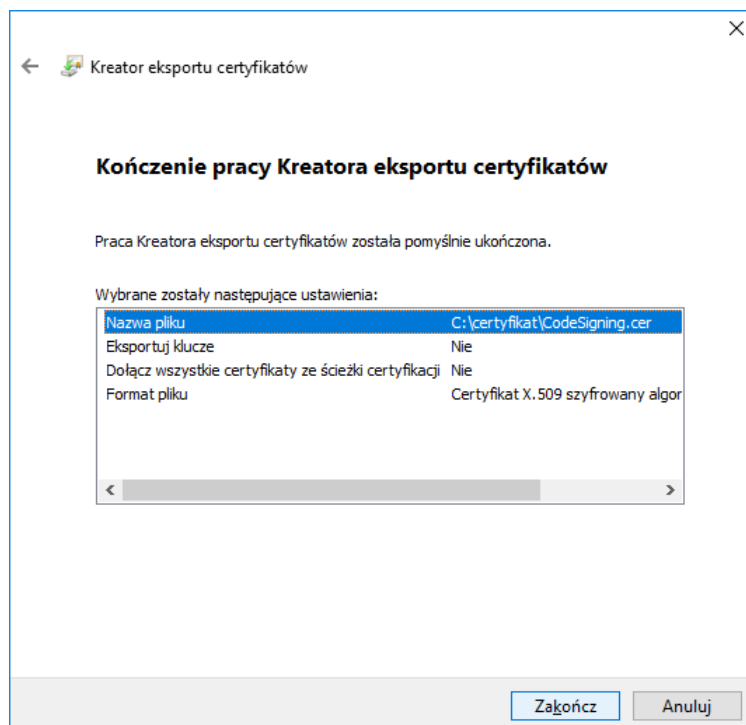 Kreator eksportu certyfikatów
Kończenie pracy Kreatora eksportu certyfikatów
Praca Kreatora eksportu certyfikatów została pomyślnie ukończona.
Wybrane zostały następujące ustawienia:
Nazwa pliku C:\certyfikat\CodeSigning.cer
Eksportuj klucze Nie
Dołącz wszystkie certyfikaty ze ścieżki certyfikacji Nie
Format pliku Certyfikat X.509 szyfrowany algor
Zakończ Anuluj